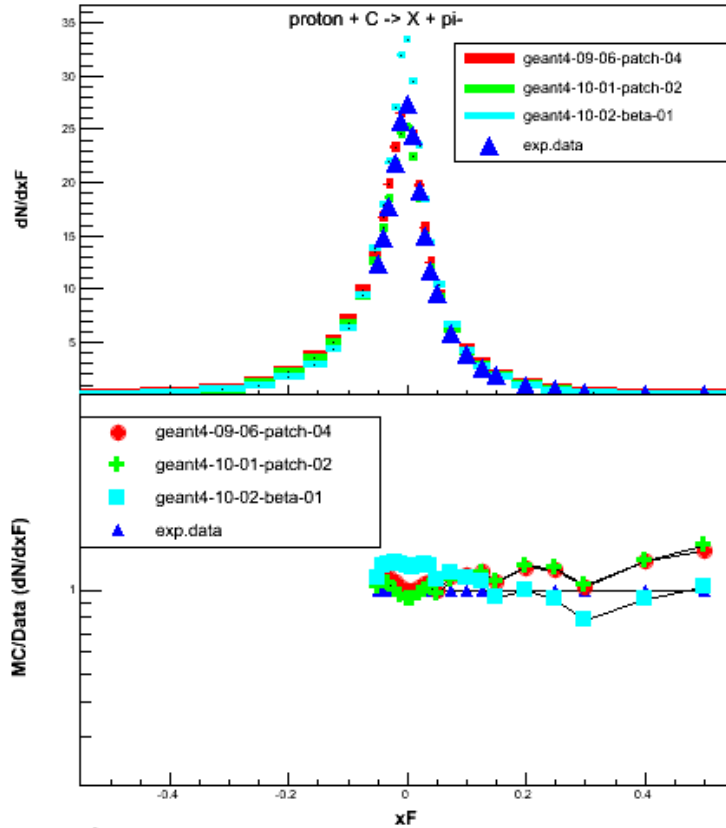 proton + C -> X + pi-
35
30
25
20
15
10
5
dN/dxF
geant4-09-06-patch-04
geant4-10-01-patch-02
geant4-10-02-beta-01
exp.data
geant4-09-06-patch-04
geant4-10-01-patch-02
geant4-10-02-beta-01
exp.data
MC/Data (dN/dxF)
1
-0.4
-0.2
0
0.2
0.4
xF